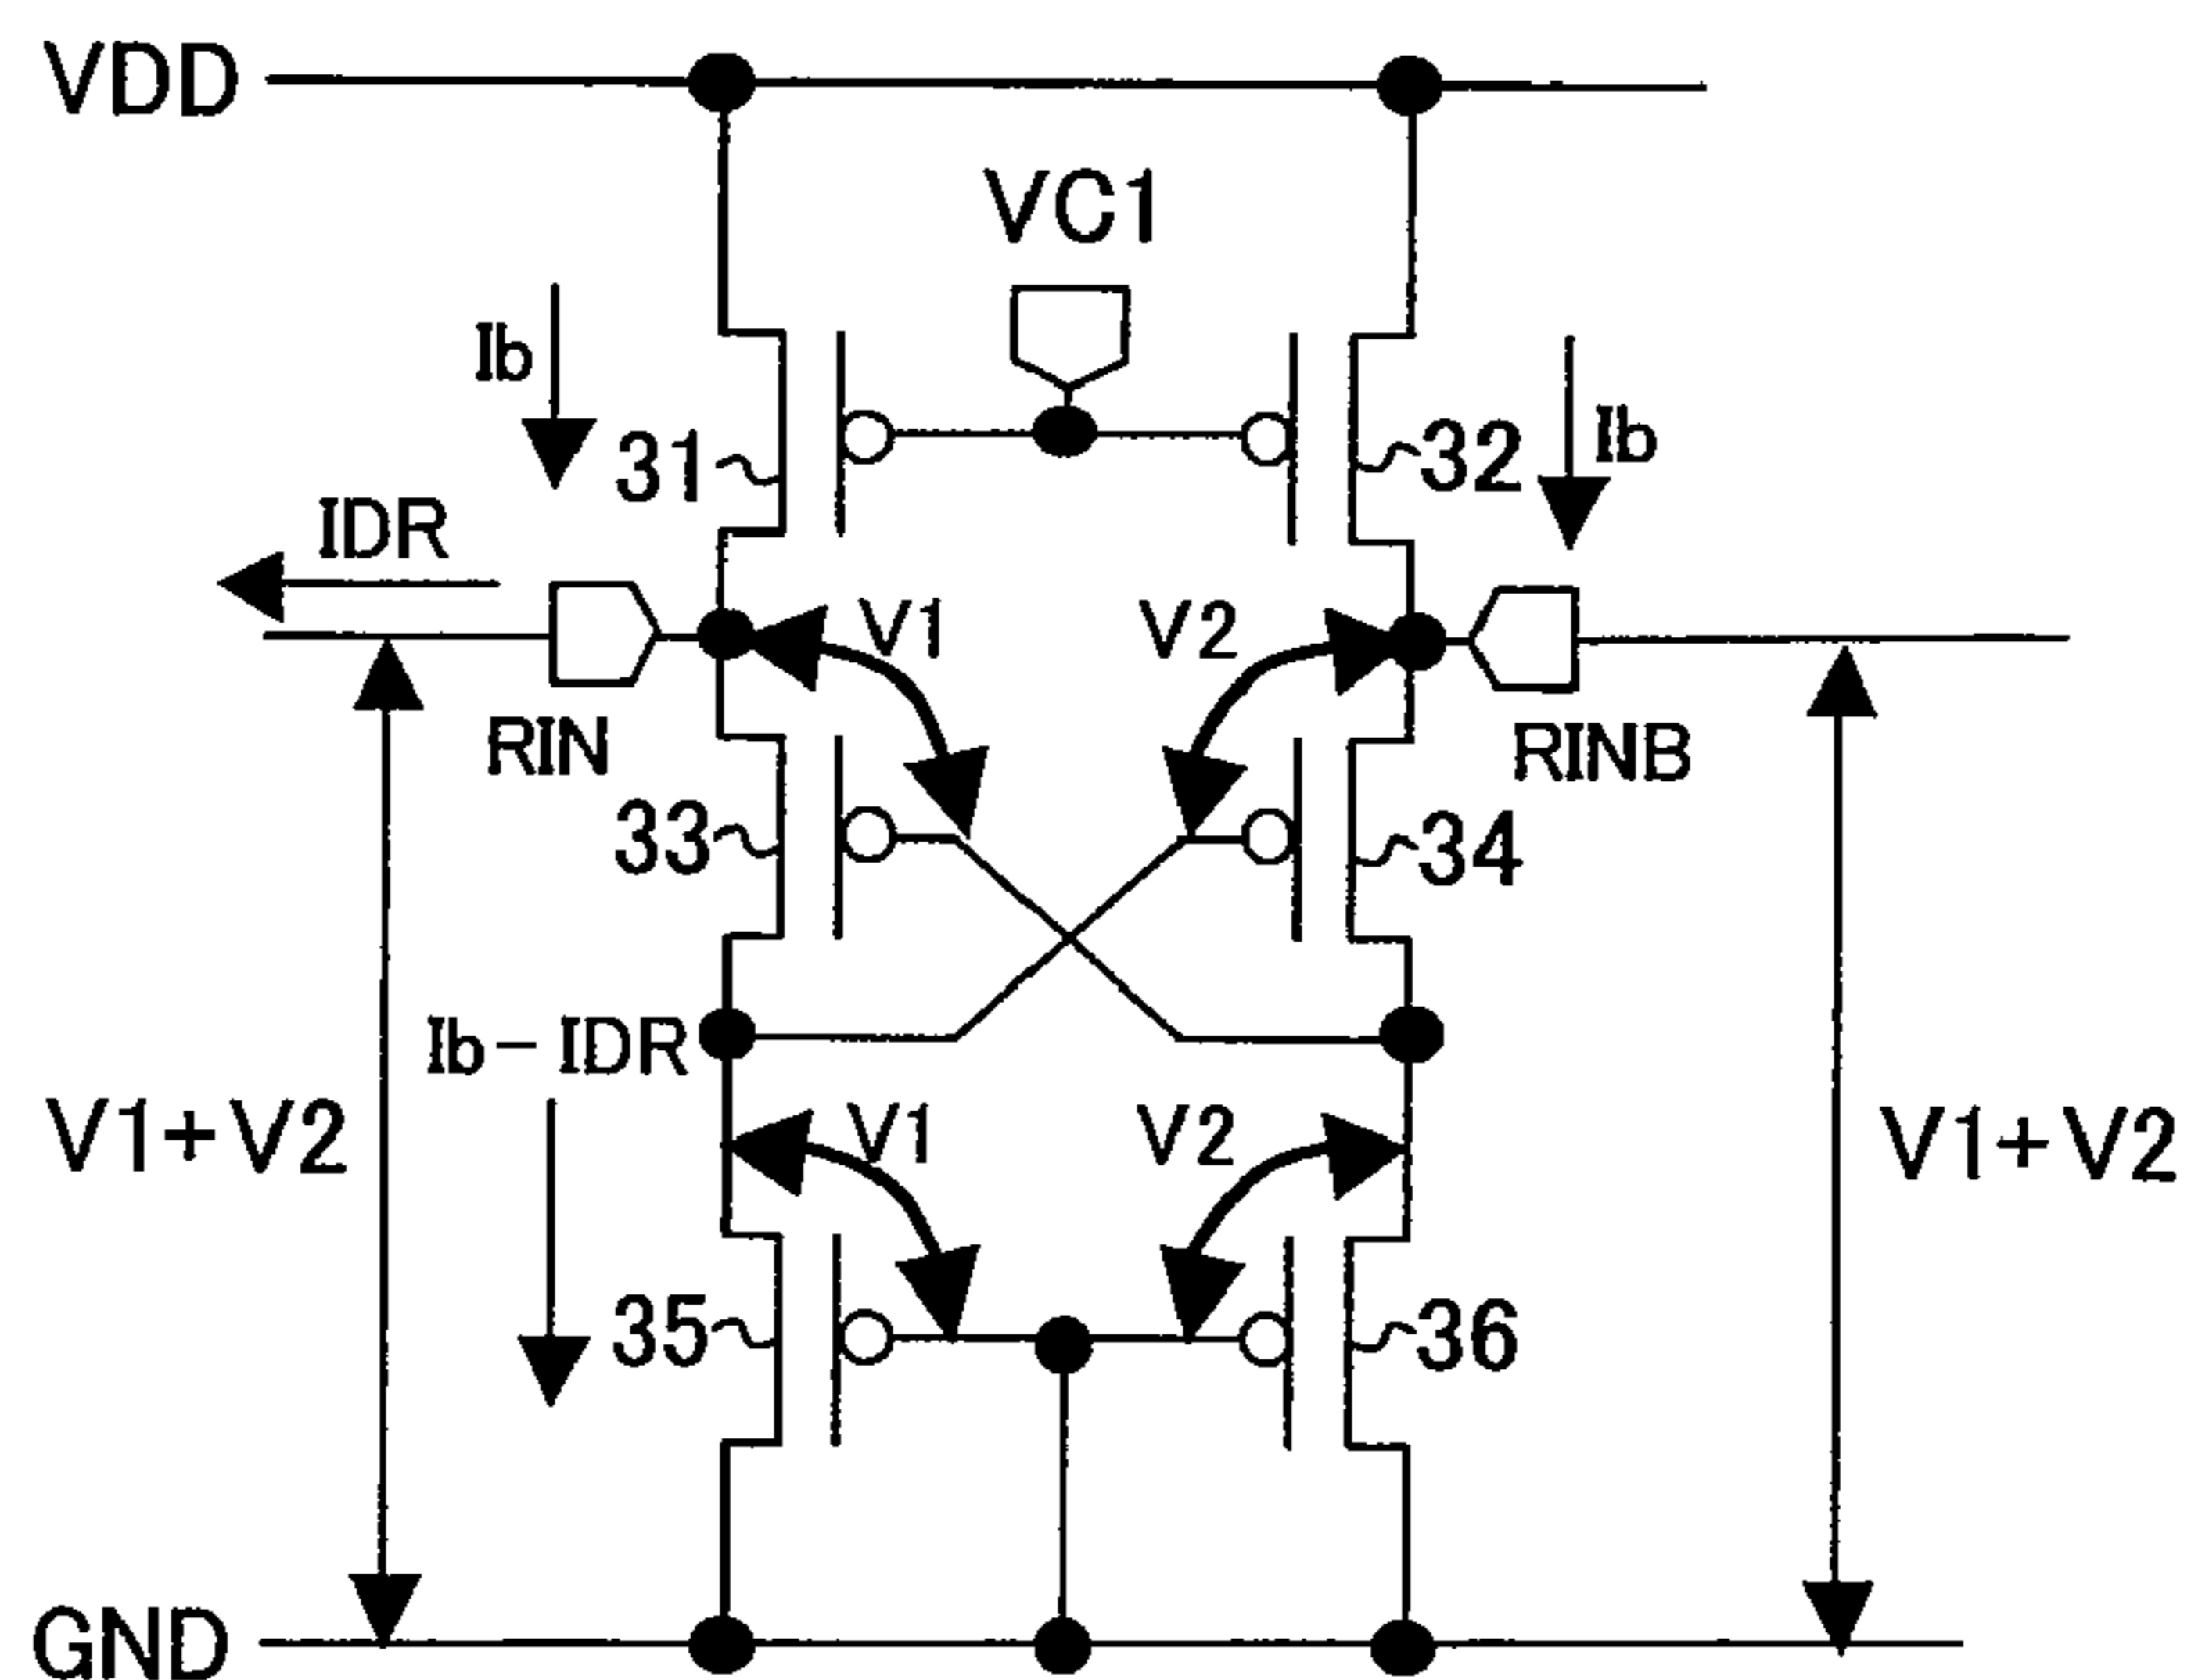 VDD
VC1
Ib
31
32
Ib
IDR
V1
V2
RIN
RINB
33
34
Ib－IDR
V1+V2
V1
V2
V1+V2
35
36
GND